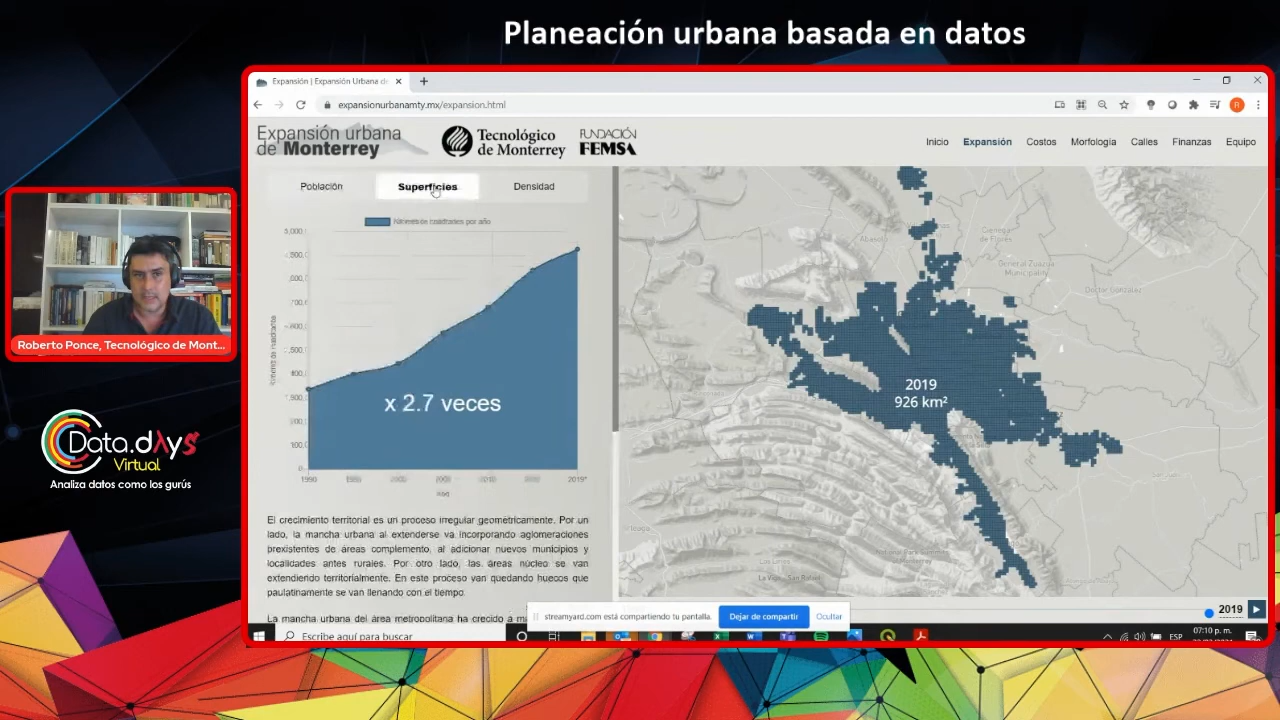 Planeación urbana basada en datos
Expansión | Expansión Urbana de
expansionurbanamty.mx/expansion.html
Expansión urbana
de Monterrey
Tecnológico
de Monterrey
FUNDACIÓN
FEMSA
Inicio Expansión Costos Morfología Calles Finanzas Equipo
Población Superficies Densidad
x 2.7 veces
2019
926 km²
El crecimiento territorial es un proceso irregular geométricamente. Por un
lado, la mancha urbana al extenderse va incorporando aglomeraciones
prexistentes de áreas complemento, al adicionar nuevos municipios y
localidades antes rurales. Por otro lado, las áreas núcleo se van
extendiendo territorialmente. En este proceso van quedando huecos que
paulatinamente se van llenando con el tiempo.
La mancha urbana del área metropolitana ha crecido a
streamyard.com está compartiendo tu pantalla. Dejar de compartir Ocultar
2019
Escribe aquí para buscar
ESP
07:10 p. m.
Roberto Ponce, Tecnológico de Mont...
Data.dAys
Virtual
Analiza datos como los gurús